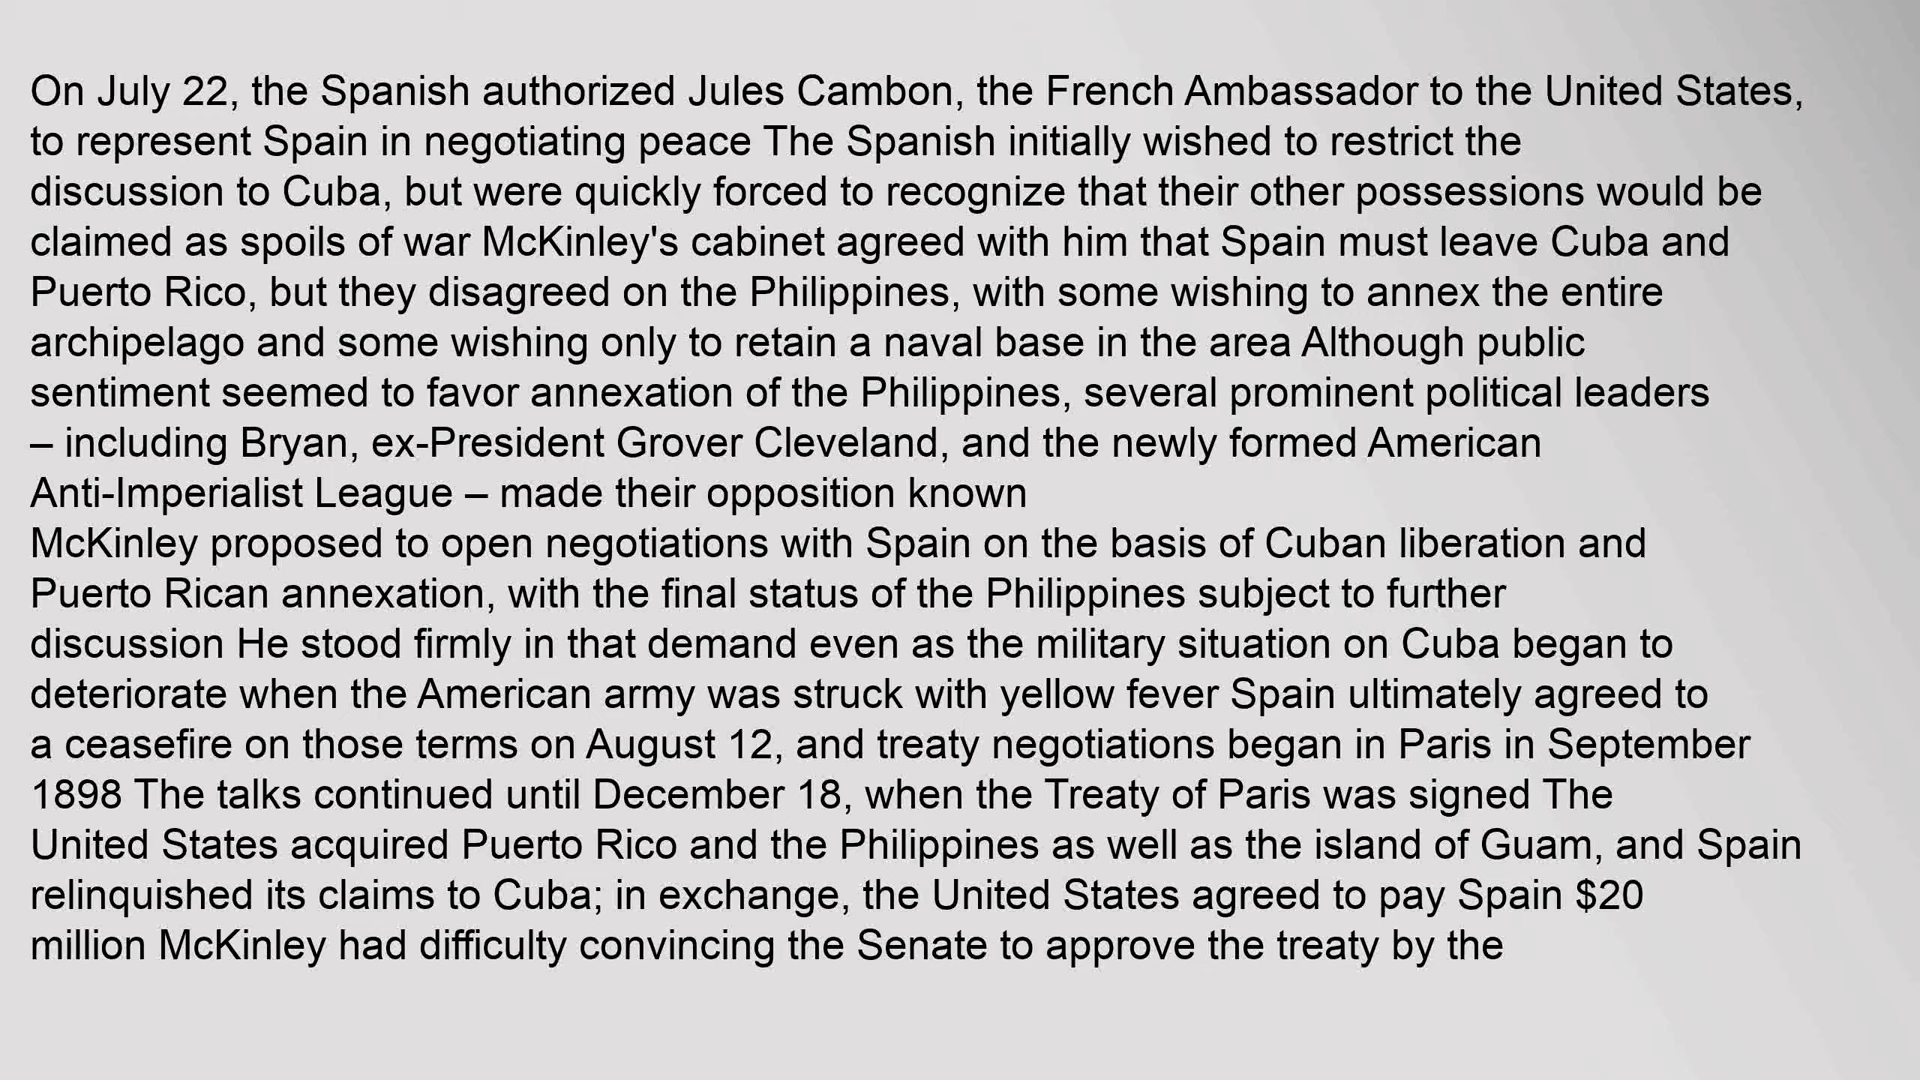 On July 22, the Spanish authorized Jules Cambon, the French Ambassador to the United States,
to represent Spain in negotiating peace The Spanish initially wished to restrict the
discussion to Cuba, but were quickly forced to recognize that their other possessions would be
claimed as spoils of war McKinley's cabinet agreed with him that Spain must leave Cuba and
Puerto Rico, but they disagreed on the Philippines, with some wishing to annex the entire
archipelago and some wishing only to retain a naval base in the area Although public
sentiment seemed to favor annexation of the Philippines, several prominent political leaders
– including Bryan, ex-President Grover Cleveland, and the newly formed American
Anti-Imperialist League – made their opposition known
McKinley proposed to open negotiations with Spain on the basis of Cuban liberation and
Puerto Rican annexation, with the final status of the Philippines subject to further
discussion He stood firmly in that demand even as the military situation on Cuba began to
deteriorate when the American army was struck with yellow fever Spain ultimately agreed to
a ceasefire on those terms on August 12, and treaty negotiations began in Paris in September
1898 The talks continued until December 18, when the Treaty of Paris was signed The
United States acquired Puerto Rico and the Philippines as well as the island of Guam, and Spain
relinquished its claims to Cuba; in exchange, the United States agreed to pay Spain $20
million McKinley had difficulty convincing the Senate to approve the treaty by the